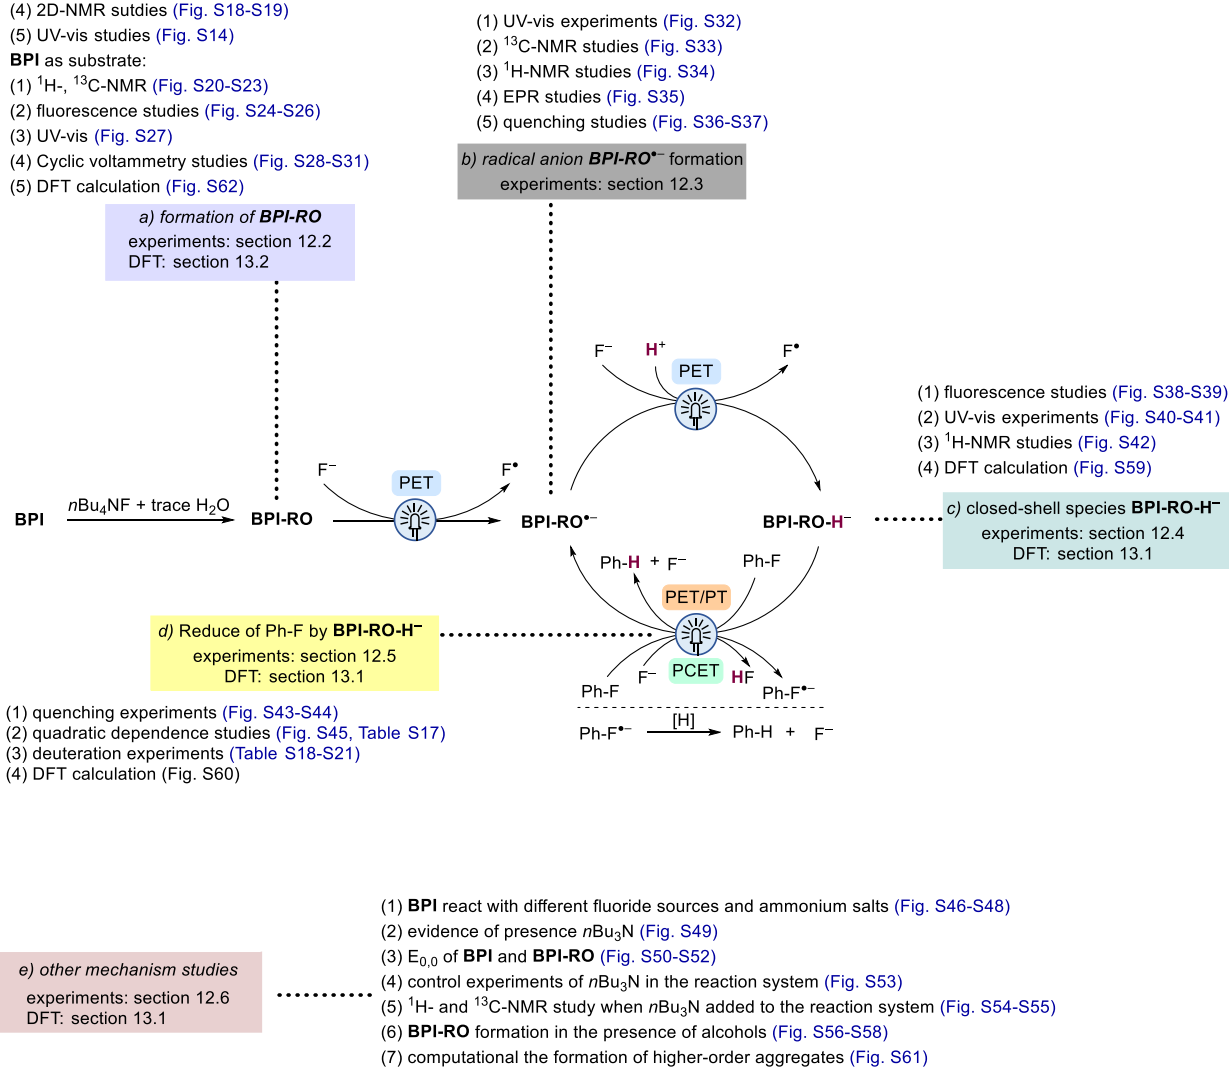 (4) 2D-NMR sutdies (Fig. S18-S19)
(5) UV-vis studies (Fig. S14)
BPI as substrate:
(1) ¹H-, ¹³C-NMR (Fig. S20-S23)
(2) fluorescence studies (Fig. S24-S26)
(3) UV-vis (Fig. S27)
(4) Cyclic voltammetry studies (Fig. S28-S31)
(5) DFT calculation (Fig. S62)
a) formation of BPI-RO
experiments: section 12.2
DFT: section 13.2
(1) UV-vis experiments (Fig. S32)
(2) ¹³C-NMR studies (Fig. S33)
(3) ¹H-NMR studies (Fig. S34)
(4) EPR studies (Fig. S35)
(5) quenching studies (Fig. S36-S37)
b) radical anion BPI-RO•– formation
experiments: section 12.3
F–
H+
F•
PET
(1) fluorescence studies (Fig. S38-S39)
(2) UV-vis experiments (Fig. S40-S41)
(3) ¹H-NMR studies (Fig. S42)
(4) DFT calculation (Fig. S59)
c) closed-shell species BPI-RO-H–
experiments: section 12.4
DFT: section 13.1
F–
PET
F•
BPI
nBu₄NF + trace H₂O
BPI-RO
BPI-RO•–
BPI-RO-H–
Ph-H + F–
Ph-F
PET/PT
PCET
Ph-F
F–
HF
Ph-F•–
Ph-F•–
[H]
Ph-H + F–
d) Reduce of Ph-F by BPI-RO-H–
experiments: section 12.5
DFT: section 13.1
(1) quenching experiments (Fig. S43-S44)
(2) quadratic dependence studies (Fig. S45, Table S17)
(3) deuteration experiments (Table S18-S21)
(4) DFT calculation (Fig. S60)
e) other mechanism studies
experiments: section 12.6
DFT: section 13.1
(1) BPI react with different fluoride sources and ammonium salts (Fig. S46-S48)
(2) evidence of presence nBu₃N (Fig. S49)
(3) E₀,₀ of BPI and BPI-RO (Fig. S50-S52)
(4) control experiments of nBu₃N in the reaction system (Fig. S53)
(5) ¹H- and ¹³C-NMR study when nBu₃N added to the reaction system (Fig. S54-S55)
(6) BPI-RO formation in the presence of alcohols (Fig. S56-S58)
(7) computational the formation of higher-order aggregates (Fig. S61)